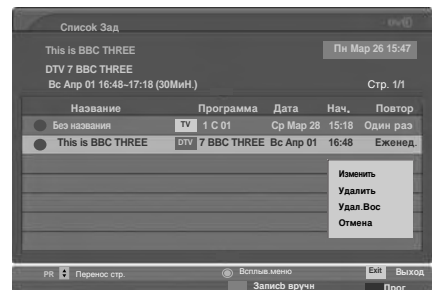 Список Зад
This is BBC THREE
Пн Мар 26 15:47
DTV 7 BBC THREE
Вс Апр 01 16:48~17:18 (30МиН.)
Стр. 1/1
Название Программа Дата Нач. Повтор
Без названия TV 1 C 01 Ср Мар 28 15:18 Один раз
This is BBC THREE DTV 7 BBC THREE Вс Апр 01 16:48 Еженед.
Изменить
Удалить
Удал.Вос
Отмена
PR Перенос стр. Всплыв.меню Exit Выход
Запись вручн Прог